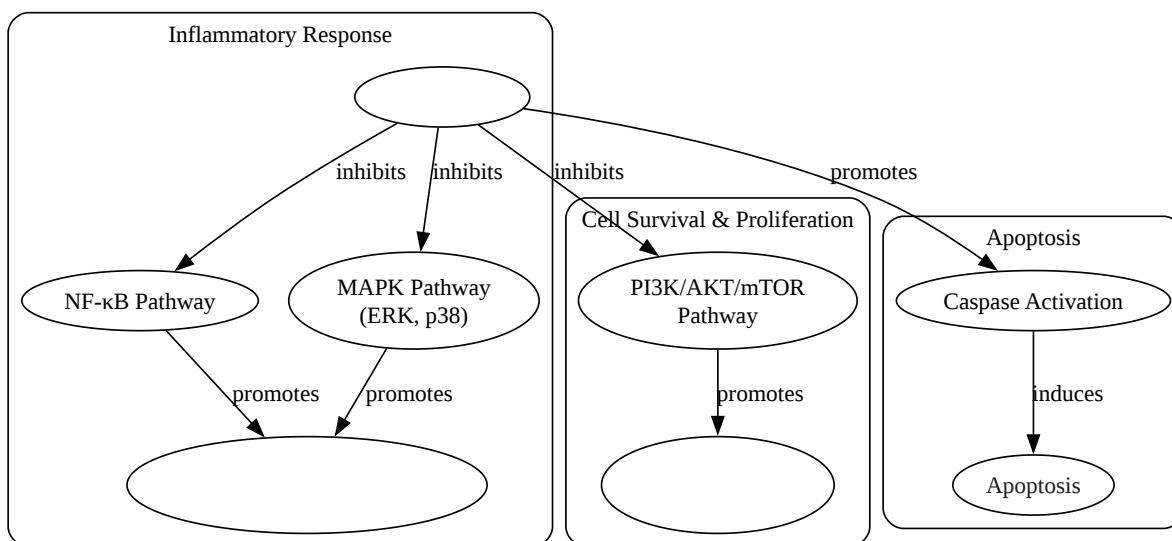 Inflammatory Response
inhibits
inhibits
inhibits
promotes
Cell Survival & Proliferation
Apoptosis
NF-κB Pathway
MAPK Pathway
(ERK, p38)
PI3K/AKT/mTOR
Pathway
Caspase Activation
promotes
promotes
promotes
induces
Apoptosis